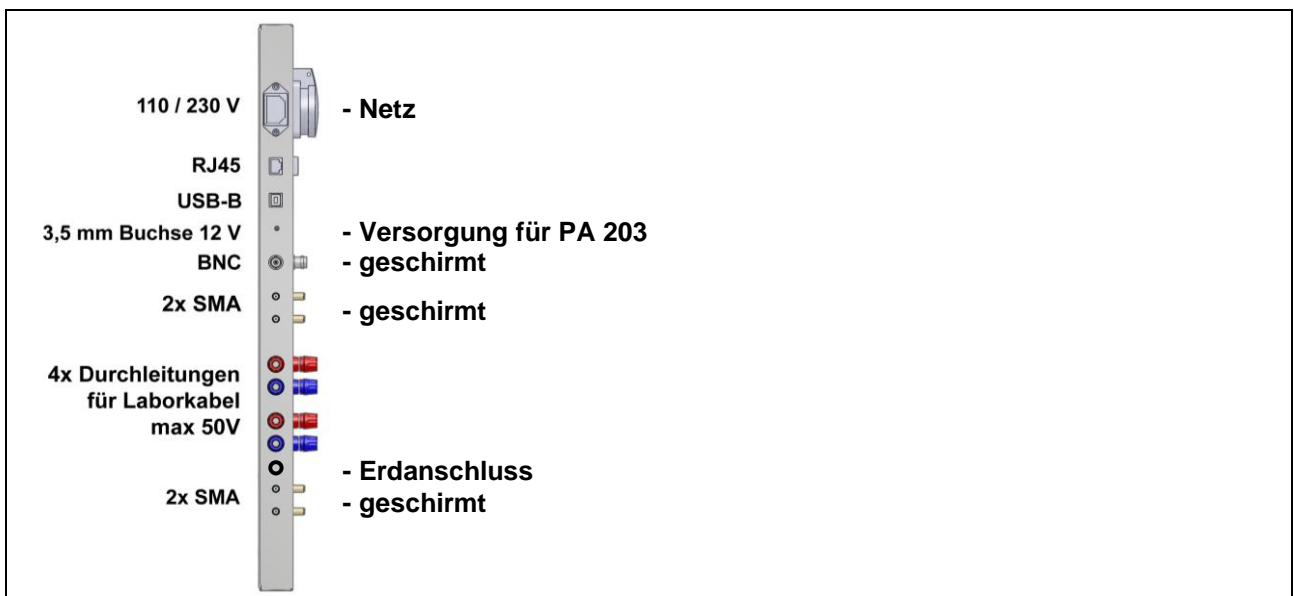 110 / 230 V - Netz
RJ45
USB-B
3,5 mm Buchse 12 V - Versorgung für PA 203
BNC - geschirmt
2x SMA - geschirmt
4x Durchleitungen
für Laborkabel
max 50V
- Erdanschluss
2x SMA - geschirmt